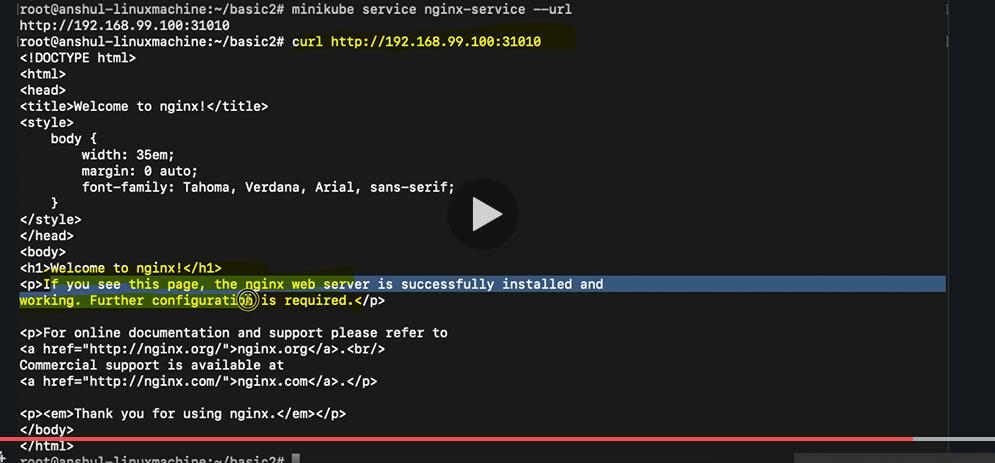 root@anshul-linuxmachine:~/basic2# minikube service nginx-service --url
http://192.168.99.100:31010
root@anshul-linuxmachine:~/basic2# curl http://192.168.99.100:31010
<!DOCTYPE html>
<html>
<head>
<title>Welcome to nginx!</title>
<style>
    body {
        width: 35em;
        margin: 0 auto;
        font-family: Tahoma, Verdana, Arial, sans-serif;
    }
</style>
</head>
<body>
<h1>Welcome to nginx!</h1>
<p>If you see this page, the nginx web server is successfully installed and
working. Further configuration is required.</p>

<p>For online documentation and support please refer to
<a href="http://nginx.org/">nginx.org</a>.<br/>
Commercial support is available at
<a href="http://nginx.com/">nginx.com</a>.</p>

<p><em>Thank you for using nginx.</em></p>
</body>
</html>
root@anshul-linuxmachine:~/basic2#